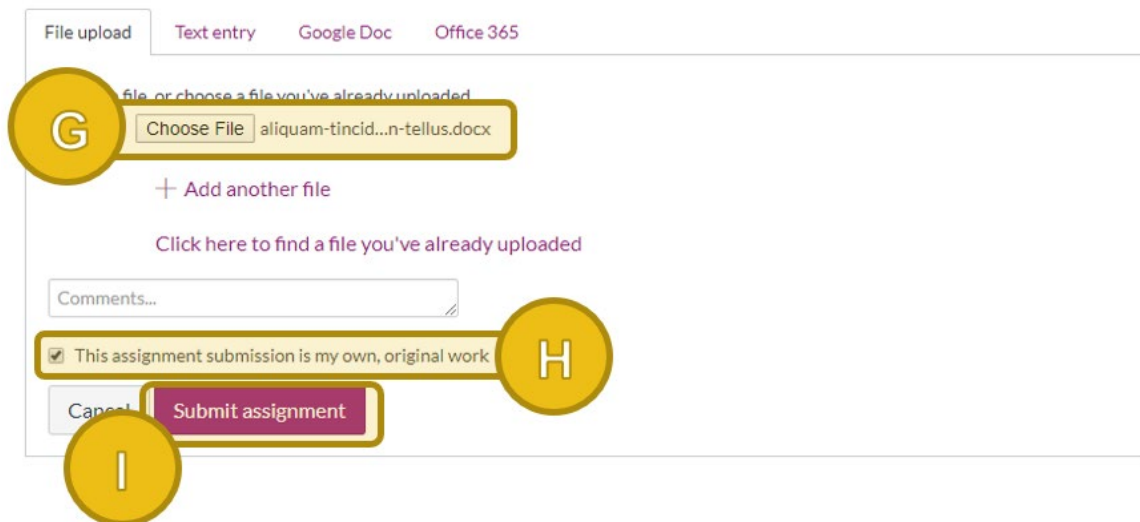 File upload Text entry Google Doc Office 365
file, or choose a file you've already uploaded
G Choose File aliquam-tincid...n-tellus.docx
+ Add another file
Click here to find a file you've already uploaded
Comments...
This assignment submission is my own, original work H
Cancel Submit assignment
I